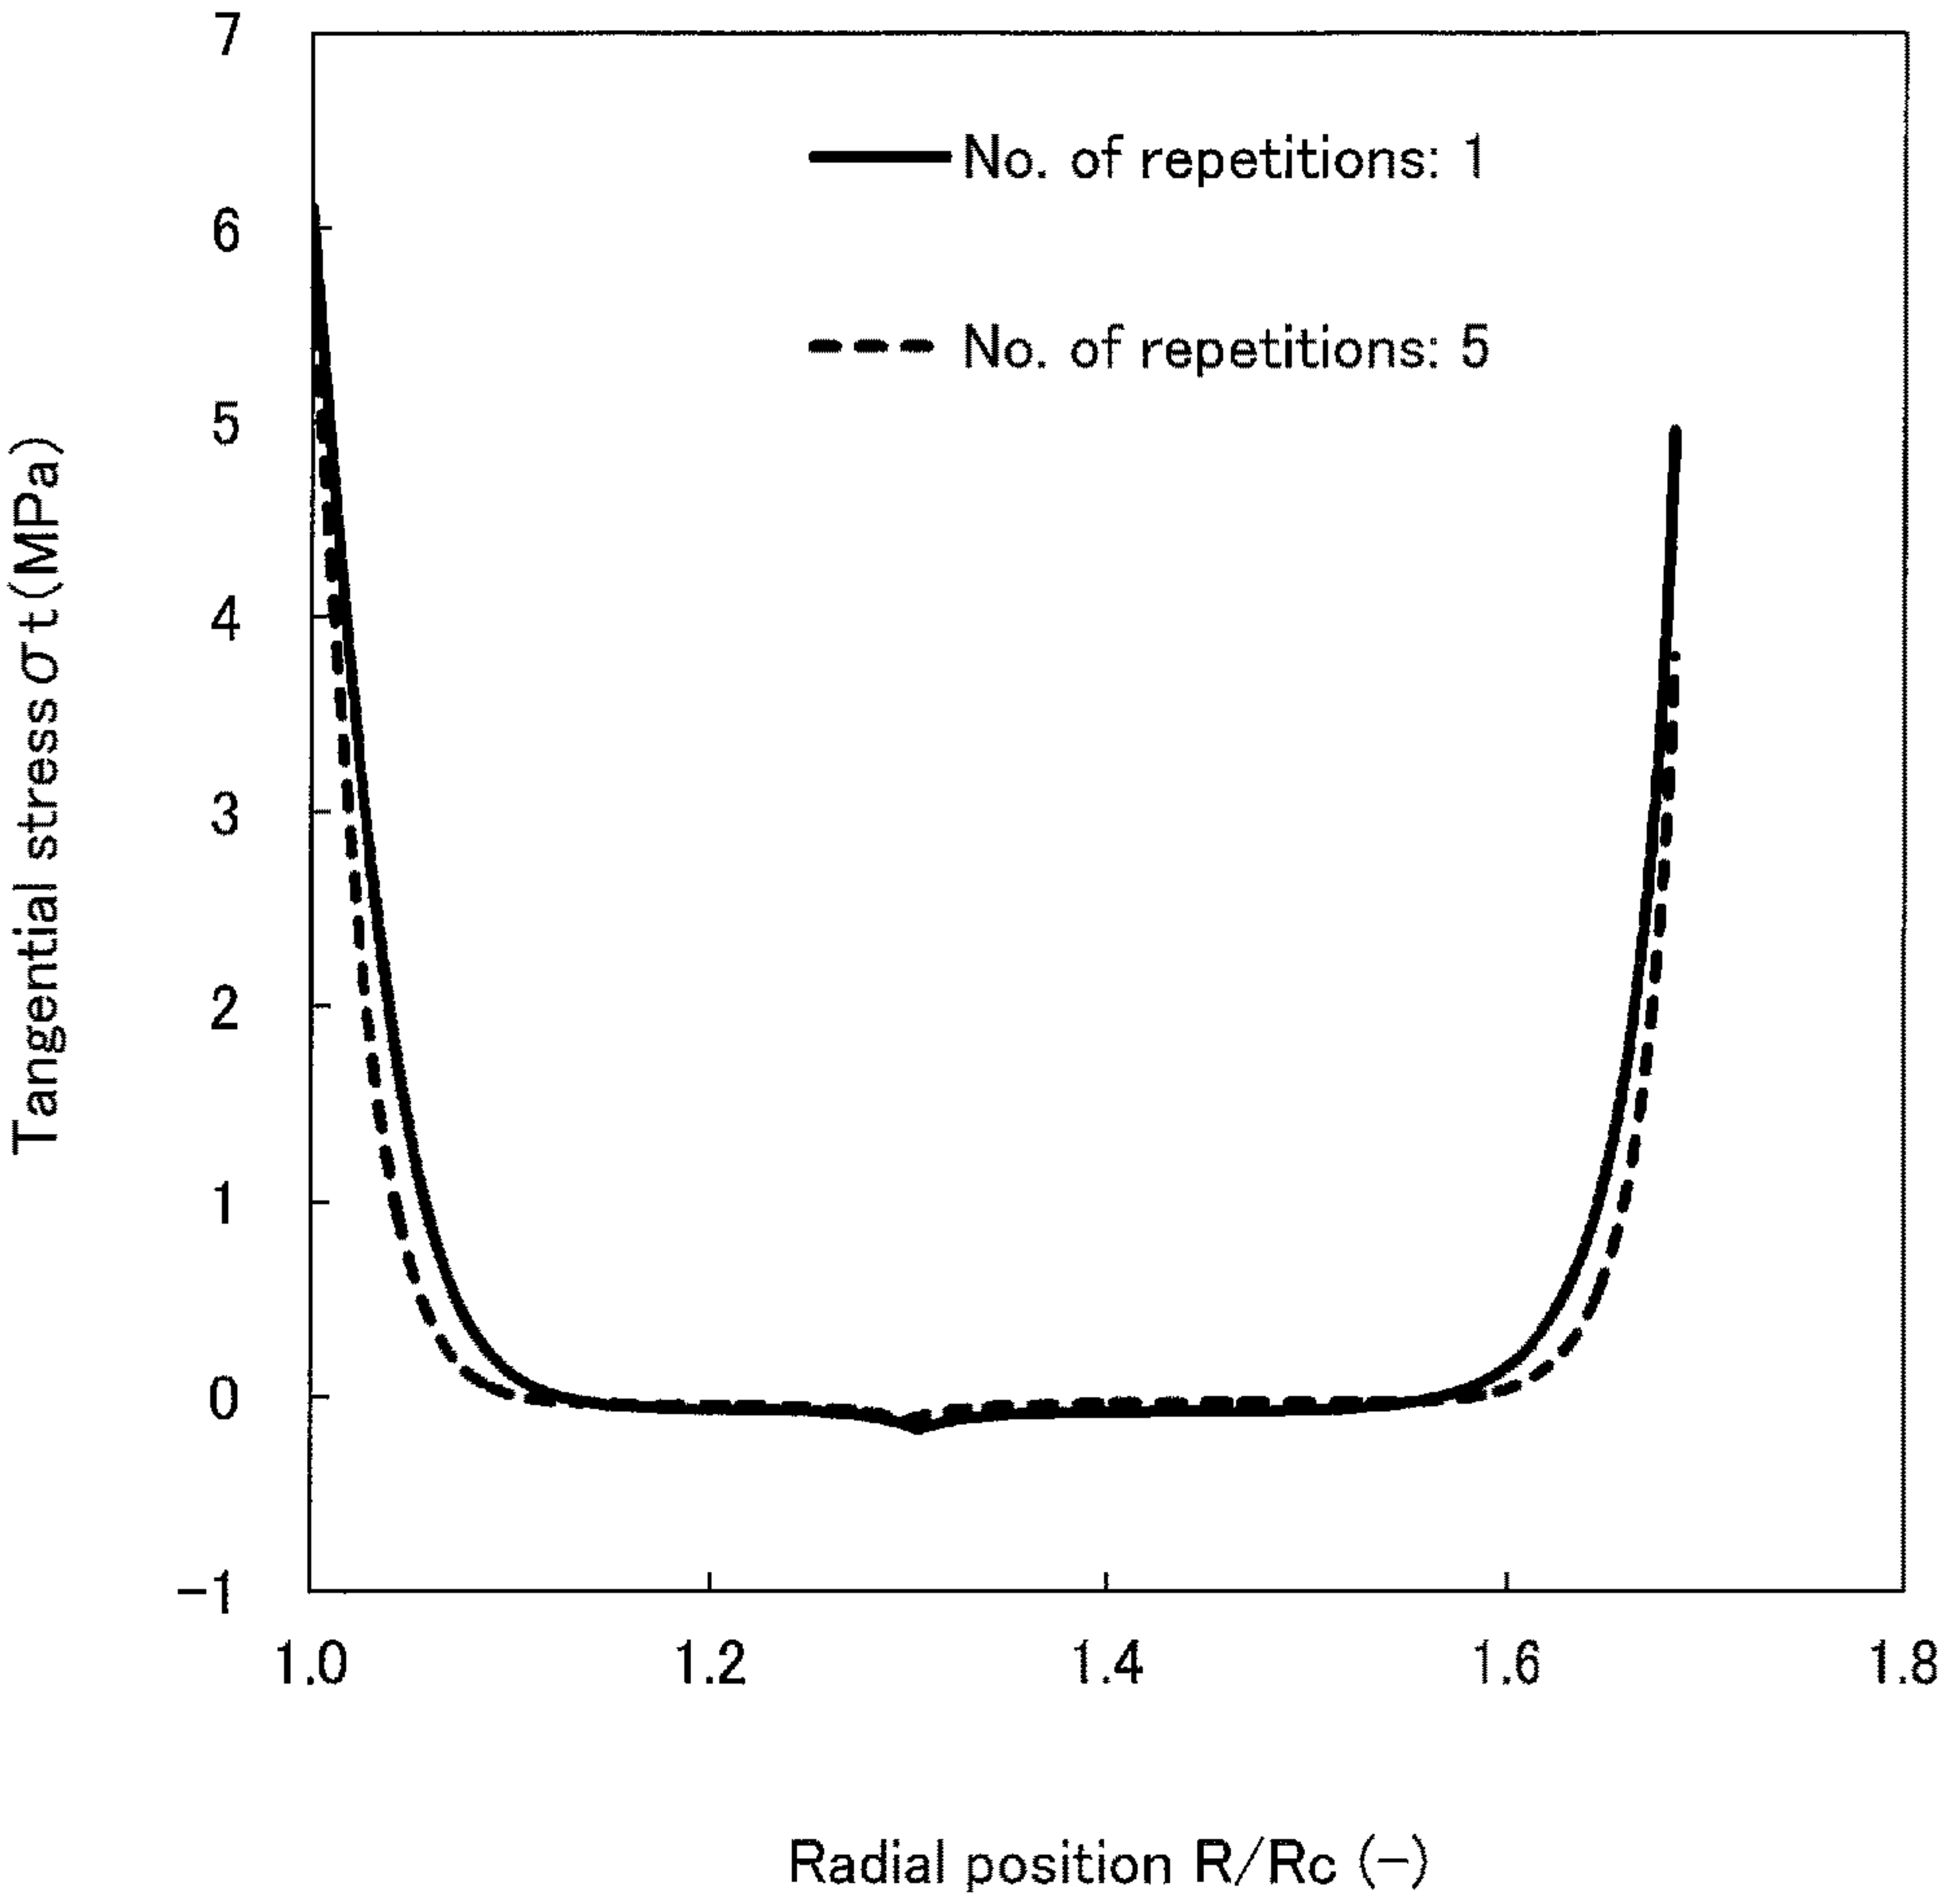 7
6
5
4
3
2
1
0
-1
Tangential stress σt(MPa)
No. of repetitions: 1
No. of repetitions: 5
1.0 1.2 1.4 1.6 1.8
Radial position R/Rc (-)